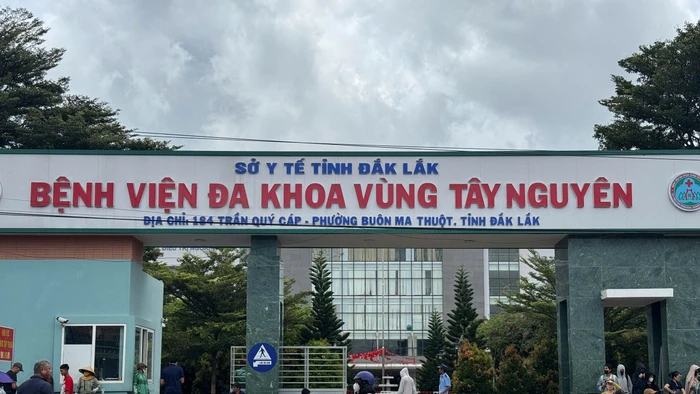 SỞ Y TẾ TỈNH ĐẮK LẮK
BỆNH VIỆN ĐA KHOA VÙNG TÂY NGUYÊN
ĐỊA CHỈ: 184 TRẦN QUÝ CÁP - PHƯỜNG BUÔN MA THUỘT, TỈNH ĐẮK LẮK